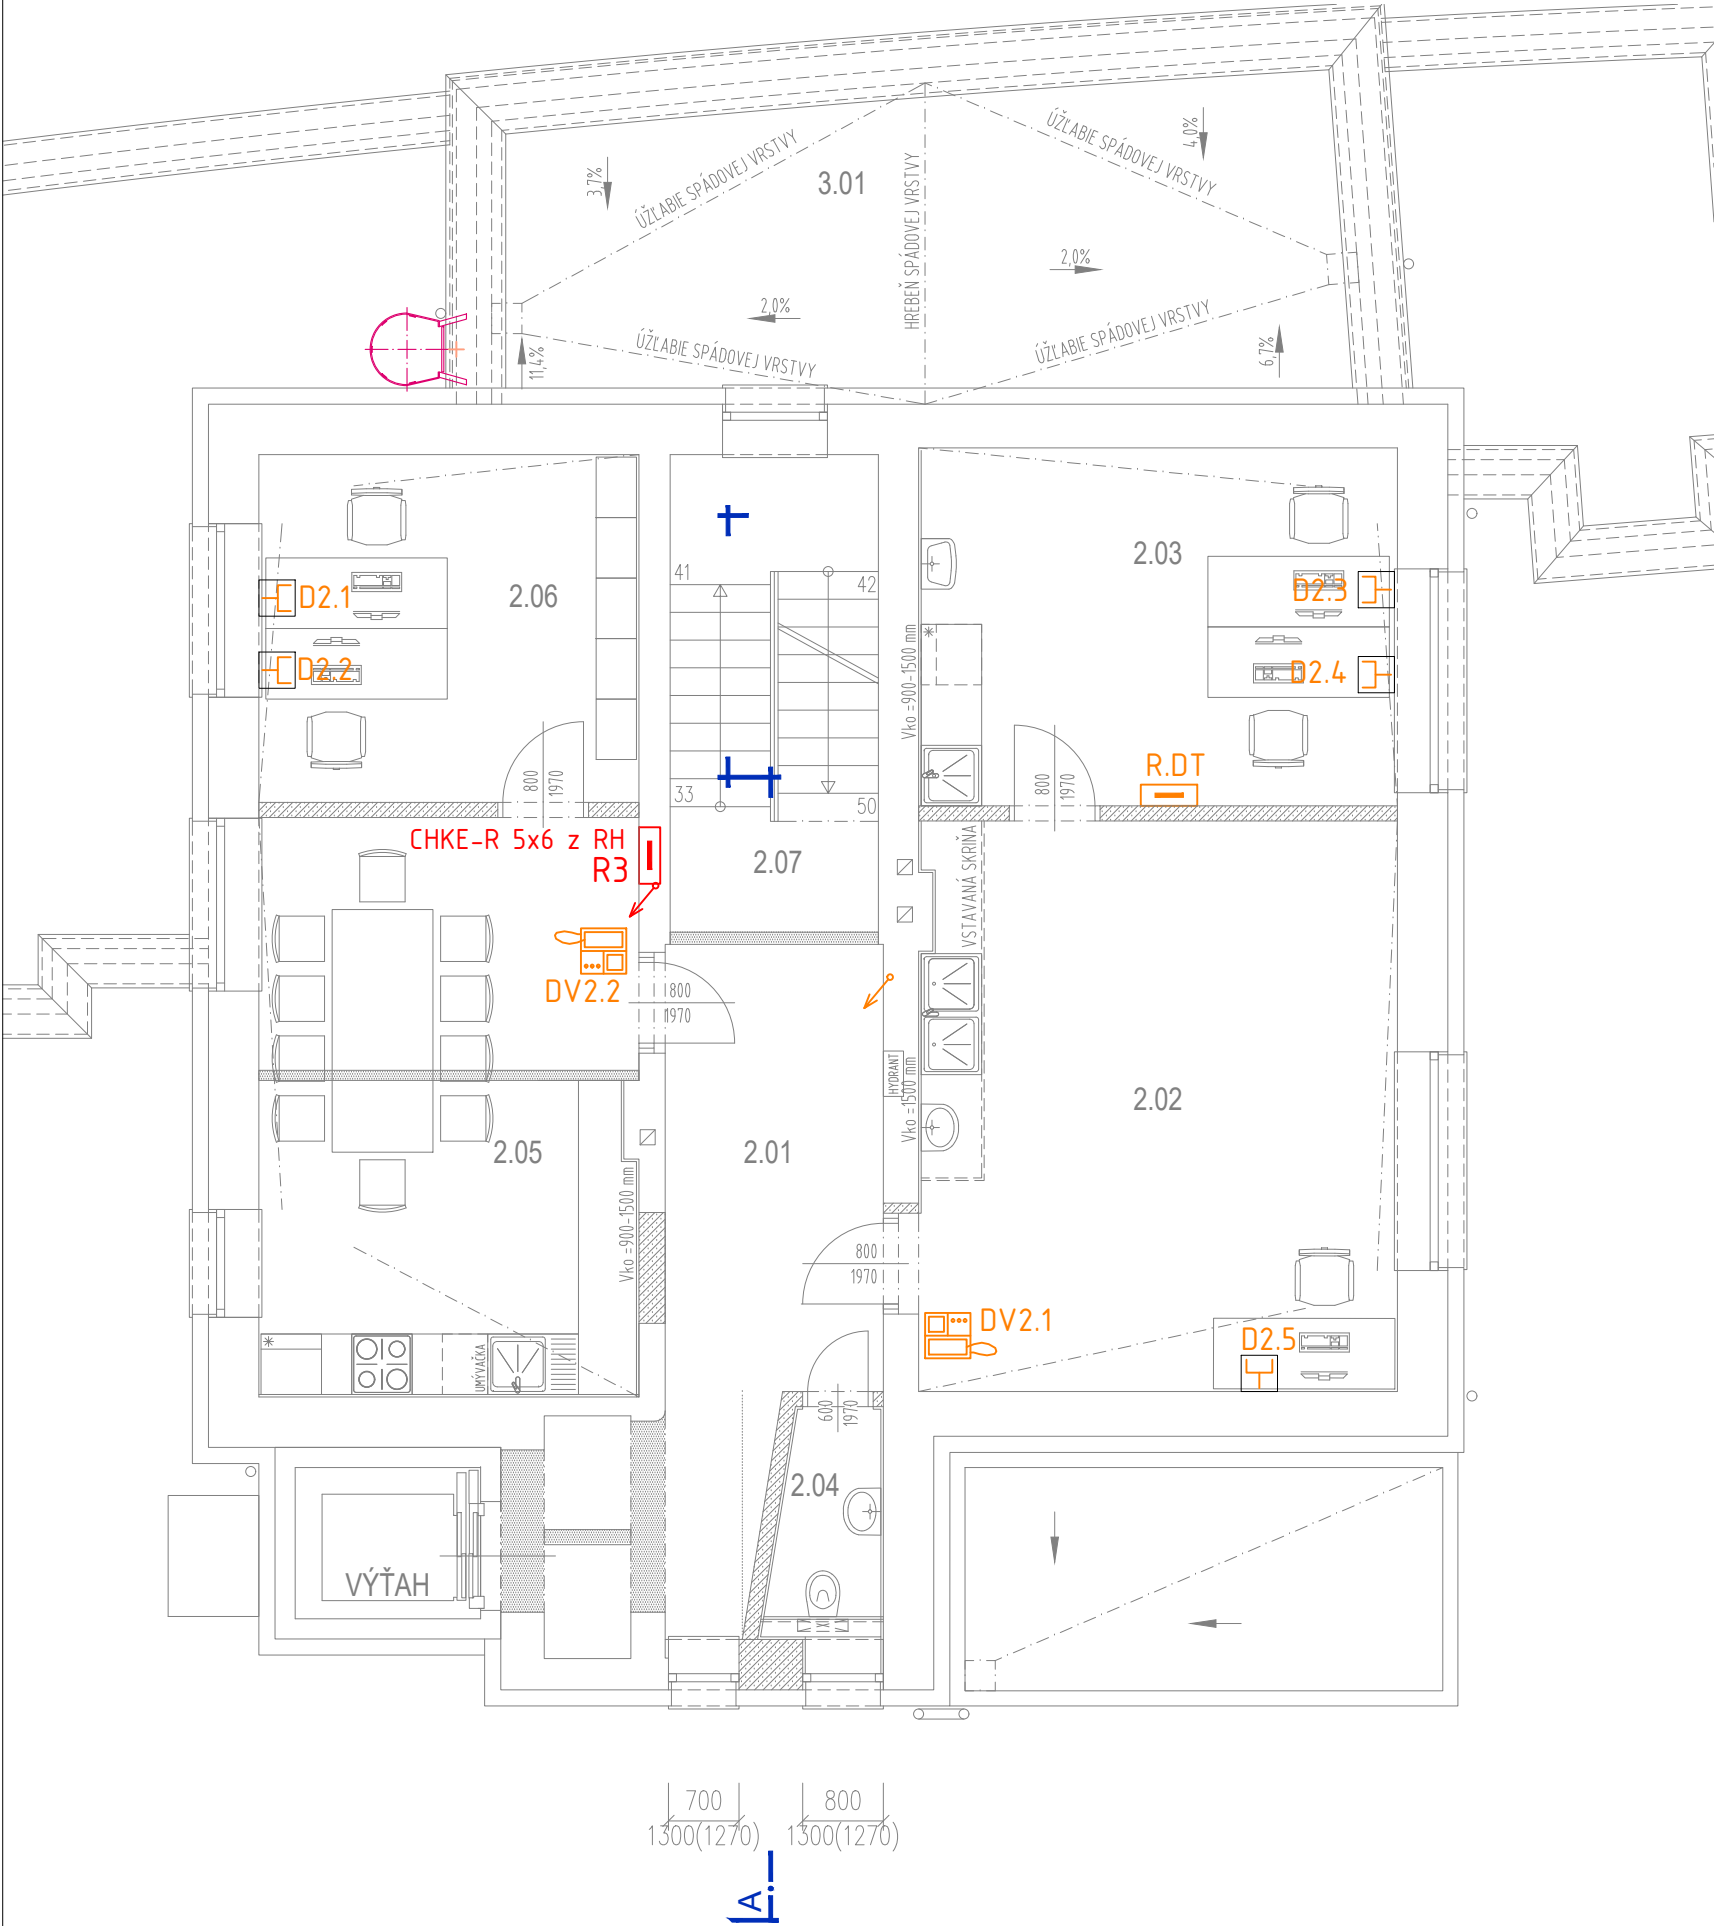 ÚŽĽABIE SPÁDOVEJ VRSTVY
ÚŽĽABIE SPÁDOVEJ VRSTVY
4,0%
3,7%
3.01
HREBEŇ SPÁDOVEJ VRSTVY
2,0%
2,0%
ÚŽĽABIE SPÁDOVEJ VRSTVY
ÚŽĽABIE SPÁDOVEJ VRSTVY
11,4%
6,7%
2.03
41
42
D2.1
2.06
D2.3
D2.2
D2.4
Vko =900-1500 mm
800
1970
R.DT
800
1970
33
50
CHKE-R 5x6 z RH
R3
2.07
VSTAVANÁ SKRIŇA
DV2.2
800
1970
HYDRANT
Vko =1500 mm
2.02
2.05
2.01
Vko =900-1500 mm
800
1970
DV2.1
D2.5
UMÝVAČKA
600
1970
2.04
VÝŤAH
700
800
1300(1270)
1300(1270)
A